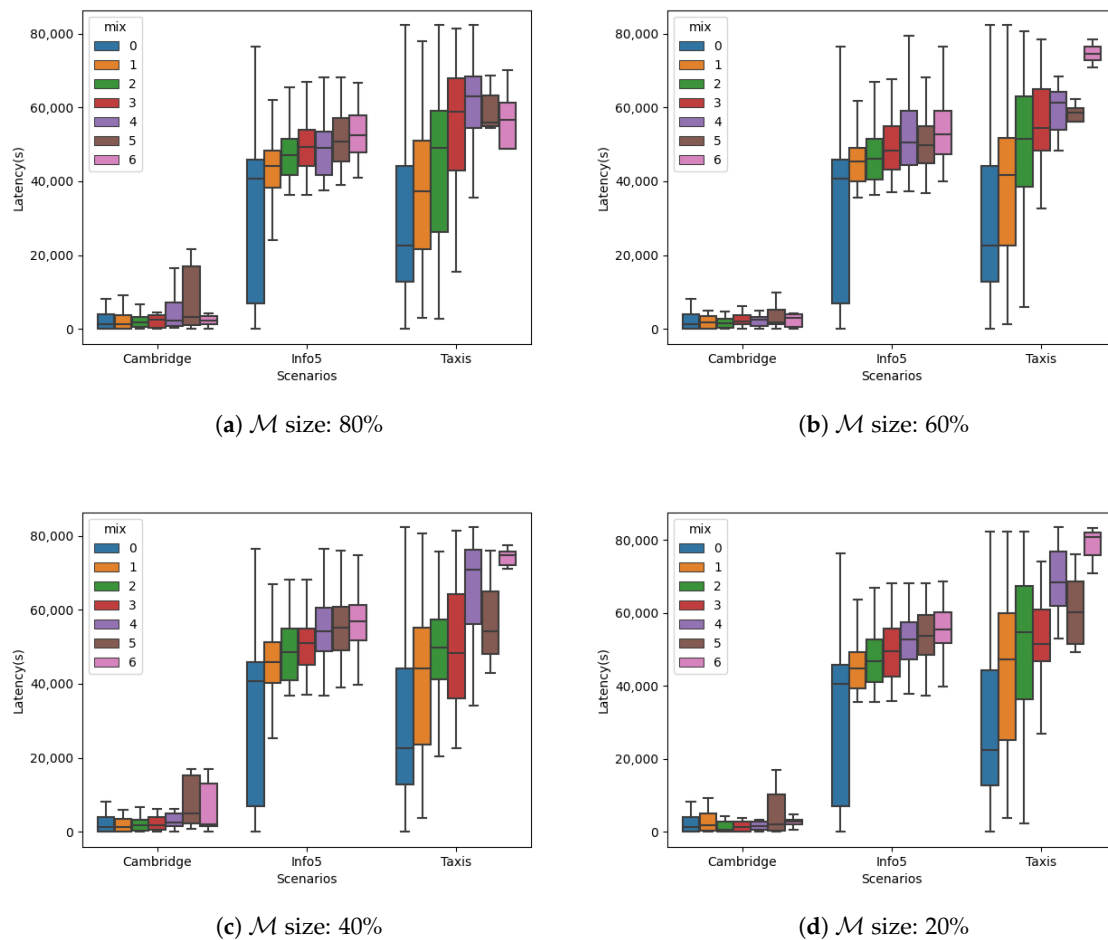 mix
0
1
2
3
4
5
6
80,000
60,000
40,000
20,000
0
Latency(s)
Cambridge Info5 Taxis
Scenarios
(a) ℳ size: 80%
mix
0
1
2
3
4
5
6
80,000
60,000
40,000
20,000
0
Latency(s)
Cambridge Info5 Taxis
Scenarios
(b) ℳ size: 60%
mix
0
1
2
3
4
5
6
80,000
60,000
40,000
20,000
0
Latency(s)
Cambridge Info5 Taxis
Scenarios
(c) ℳ size: 40%
mix
0
1
2
3
4
5
6
80,000
60,000
40,000
20,000
0
Latency(s)
Cambridge Info5 Taxis
Scenarios
(d) ℳ size: 20%